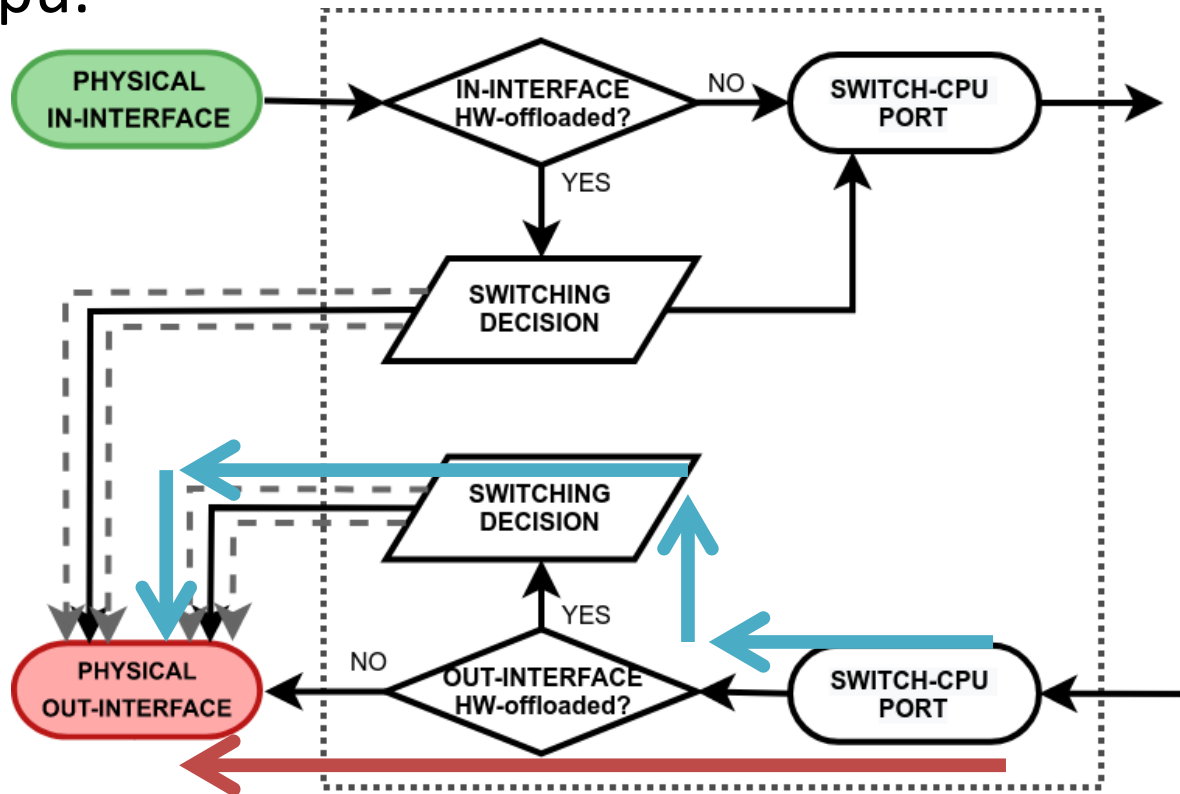 pu.
PHYSICAL
IN-INTERFACE
IN-INTERFACE
HW-offloaded?
NO
SWITCH-CPU
PORT
YES
SWITCHING
DECISION
SWITCHING
DECISION
YES
NO
PHYSICAL
OUT-INTERFACE
OUT-INTERFACE
HW-offloaded?
SWITCH-CPU
PORT